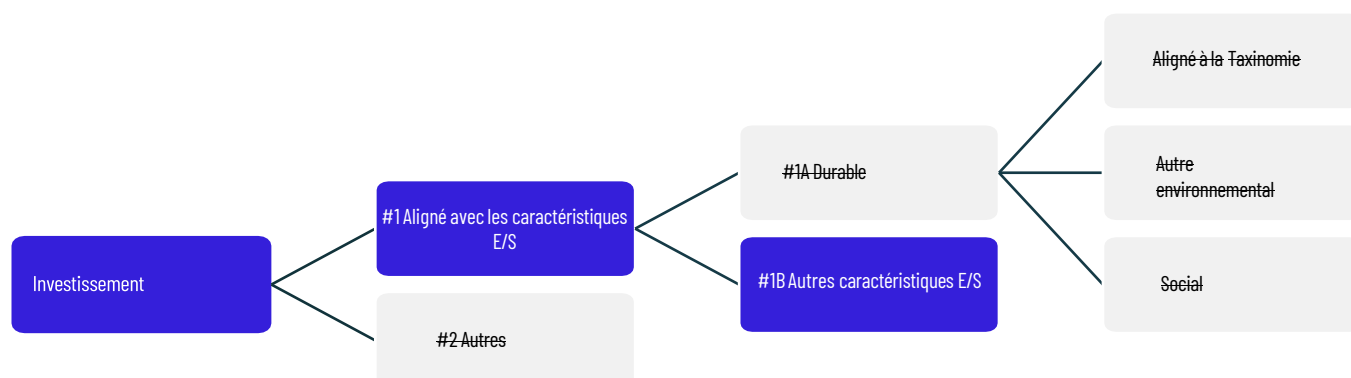 Investissement
#1 Aligné avec les caractéristiques
E/S
#2 Autres
#1A Durable
#1B Autres caractéristiques E/S
Aligné à la Taxinomie
Autre
environnemental
Social